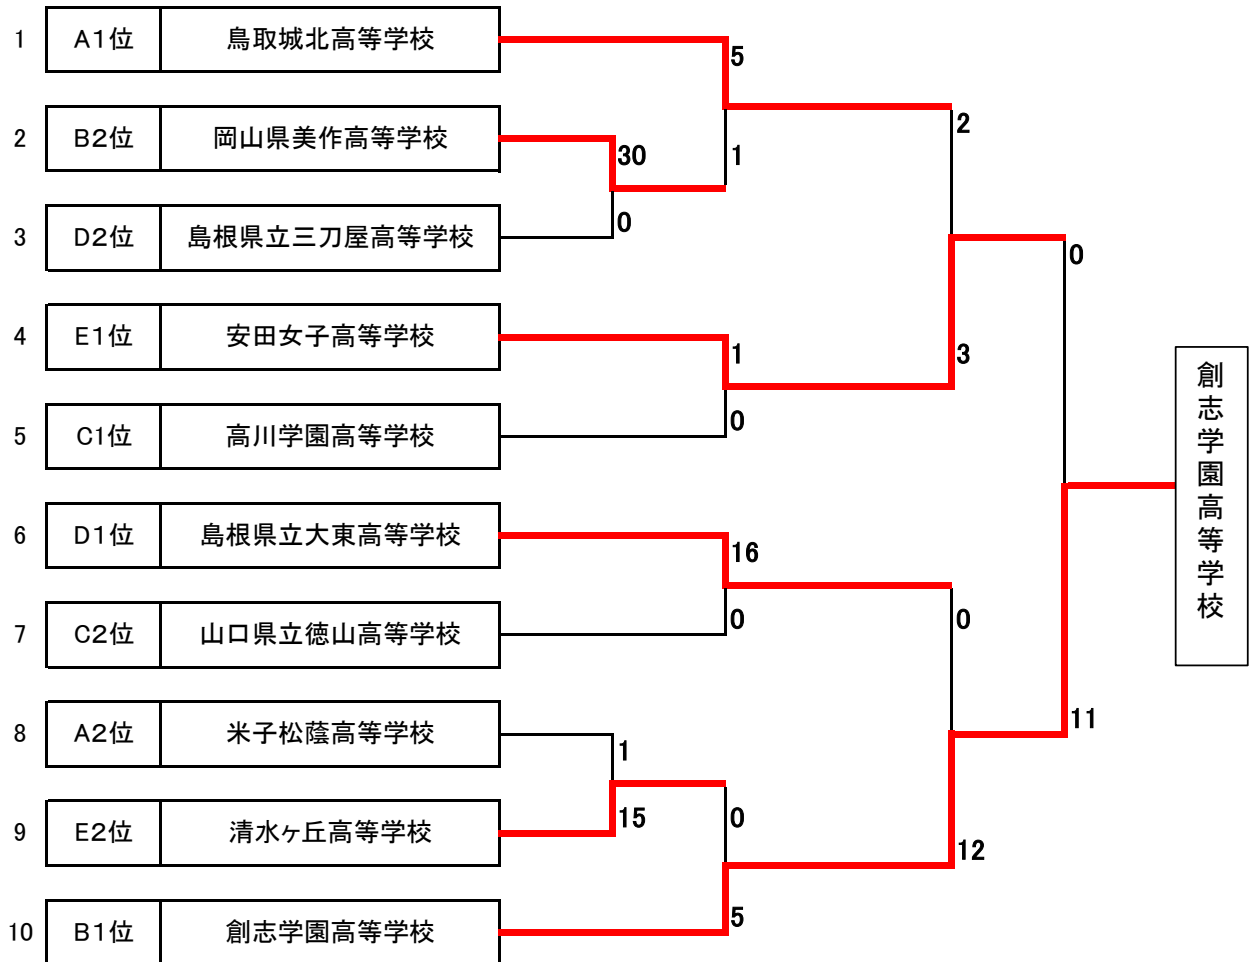 1 A1位 鳥取城北高等学校
5
2
2 B2位 岡山県美作高等学校
30
1
3 D2位 島根県立三刀屋高等学校
0
0
4 E1位 安田女子高等学校
1
3
5 C1位 高川学園高等学校
0
創志学園高等学校
6 D1位 島根県立大東高等学校
16
7 C2位 山口県立徳山高等学校
0
0
8 A2位 米子松蔭高等学校
1
11
9 E2位 清水ヶ丘高等学校
15
0
12
10 B1位 創志学園高等学校
5